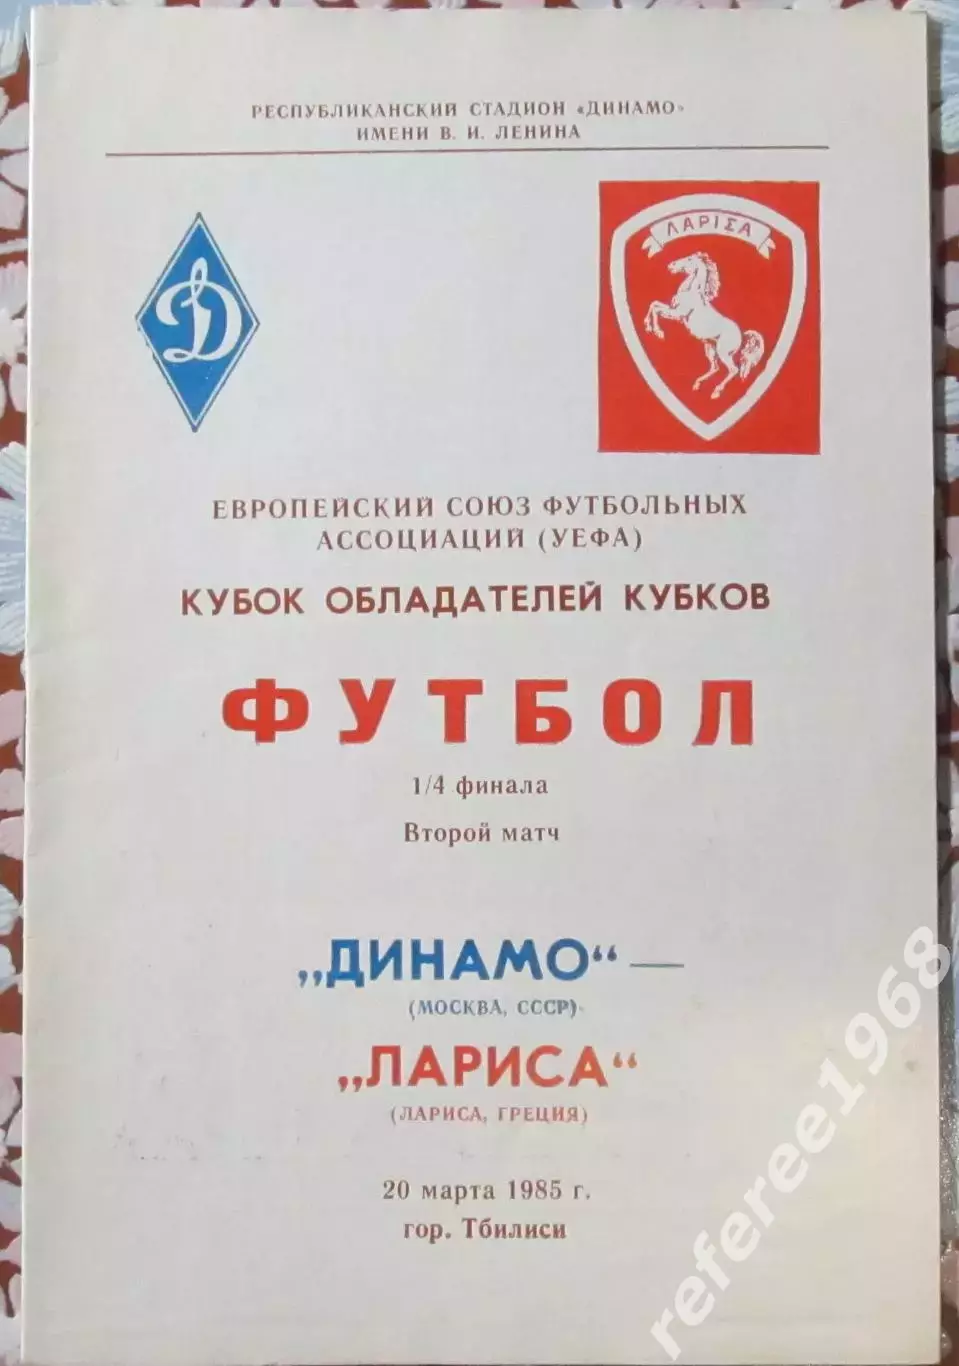 РЕСПУБЛИКАНСКИЙ СТАДИОН «ДИНАМО»
ИМЕНИ В. И. ЛЕНИНА
Д
ΛΑΡΙΣΑ
ЕВРОПЕЙСКИЙ СОЮЗ ФУТБОЛЬНЫХ
АССОЦИАЦИЙ (УЕФА)
КУБОК ОБЛАДАТЕЛЕЙ КУБКОВ
ФУТБОЛ
1/4 финала
Второй матч
„ДИНАМО“ —
(МОСКВА, СССР)
„ЛАРИСА“
(ЛАРИСА, ГРЕЦИЯ)
20 марта 1985 г.
гор. Тбилиси
referee1968